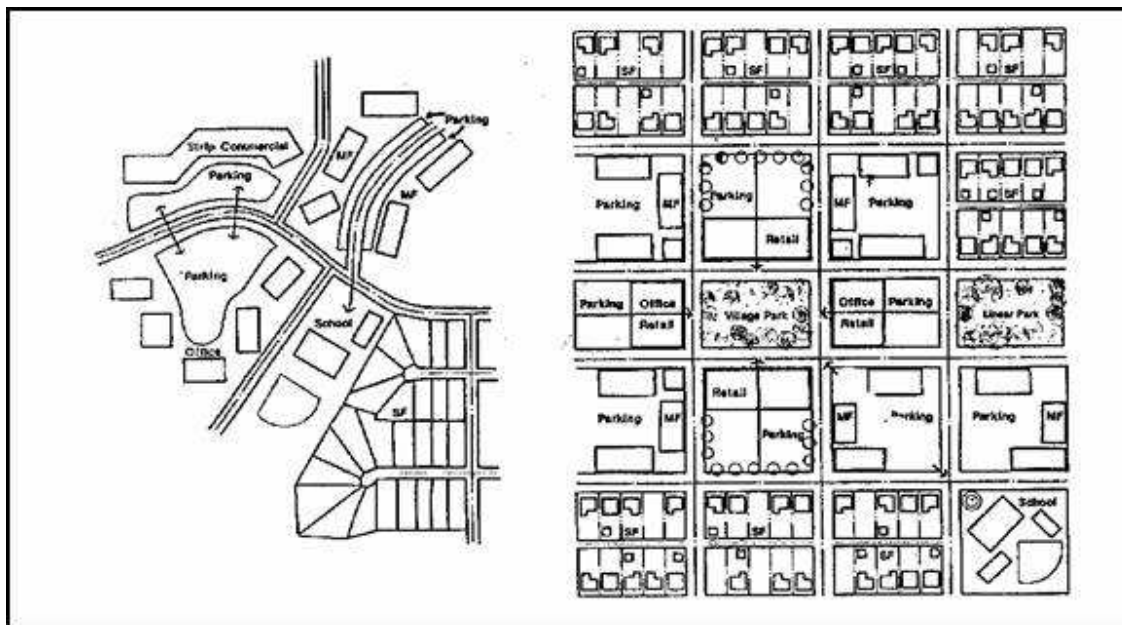 Parking
MF
Strip Commercial
Parking
MF
Parking
School
Office
SF
SF
SF
SF
SF
Parking
MF
Parking
MF
Parking
SF
Retail
Parking
Office
Village Park
Office
Parking
Linear Park
Retail
Retail
Retail
Parking
MF
Parking
MF
Parking
Parking
MF
School
SF
SF
SF
SF